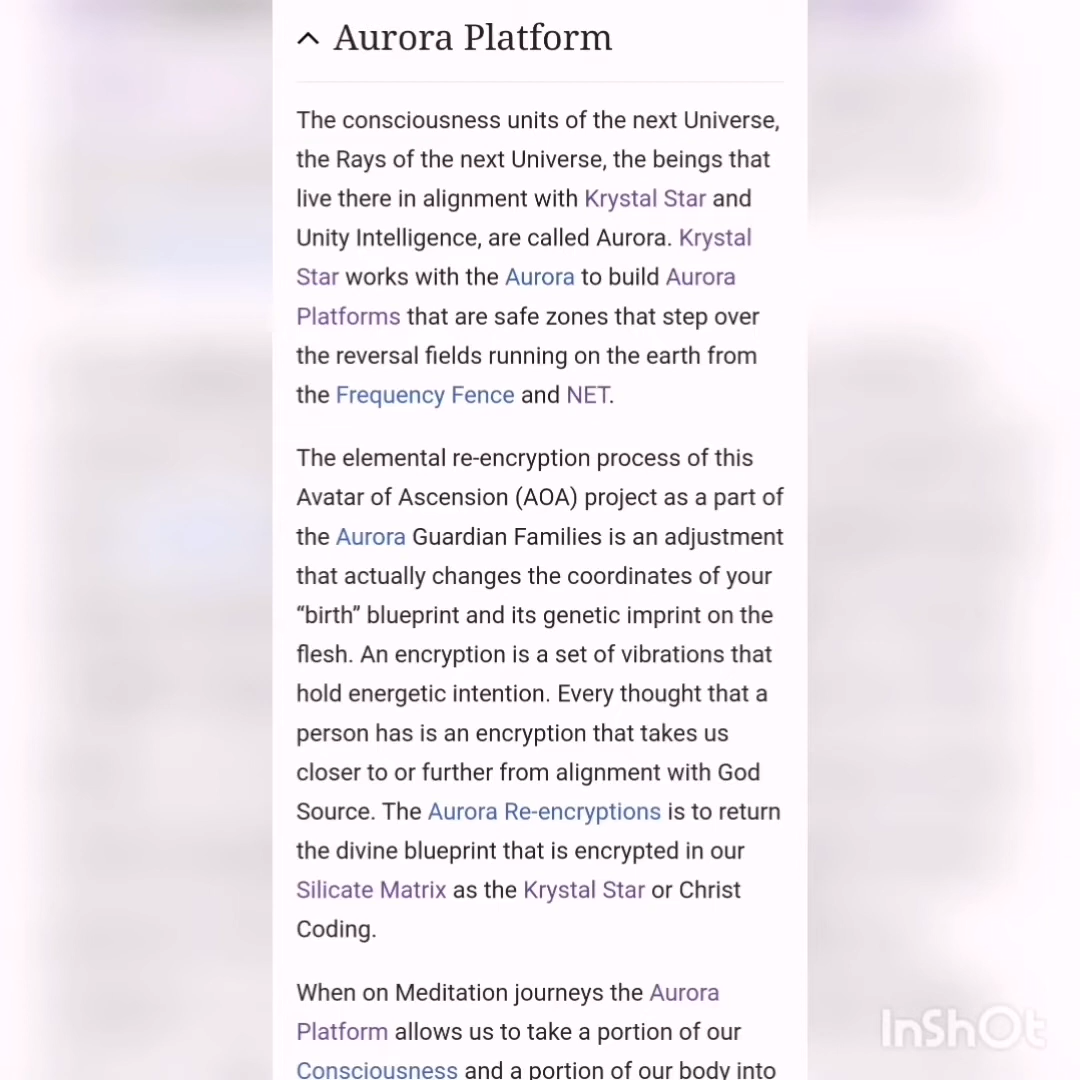 Aurora Platform
The consciousness units of the next Universe,
the Rays of the next Universe, the beings that
live there in alignment with Krystal Star and
Unity Intelligence, are called Aurora. Krystal
Star works with the Aurora to build Aurora
Platforms that are safe zones that step over
the reversal fields running on the earth from
the Frequency Fence and NET.
The elemental re-encryption process of this
Avatar of Ascension (AOA) project as a part of
the Aurora Guardian Families is an adjustment
that actually changes the coordinates of your
“birth” blueprint and its genetic imprint on the
flesh. An encryption is a set of vibrations that
hold energetic intention. Every thought that a
person has is an encryption that takes us
closer to or further from alignment with God
Source. The Aurora Re-encryptions is to return
the divine blueprint that is encrypted in our
Silicate Matrix as the Krystal Star or Christ
Coding.
When on Meditation journeys the Aurora
Platform allows us to take a portion of our
Consciousness and a portion of our body into
InShOt